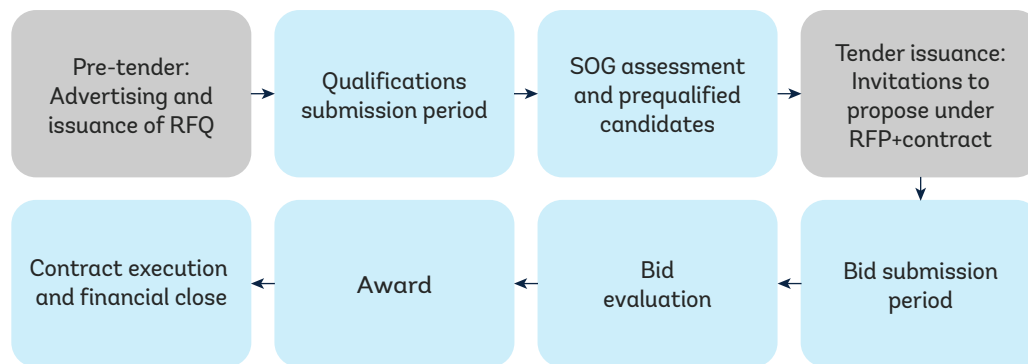 Pre-tender:
Advertising and
issuance of RFQ
Qualifications
submission period
SOG assessment
and prequalified
candidates
Tender issuance:
Invitations to
propose under
RFP+contract
Bid submission
period
Bid
evaluation
Award
Contract execution
and financial close